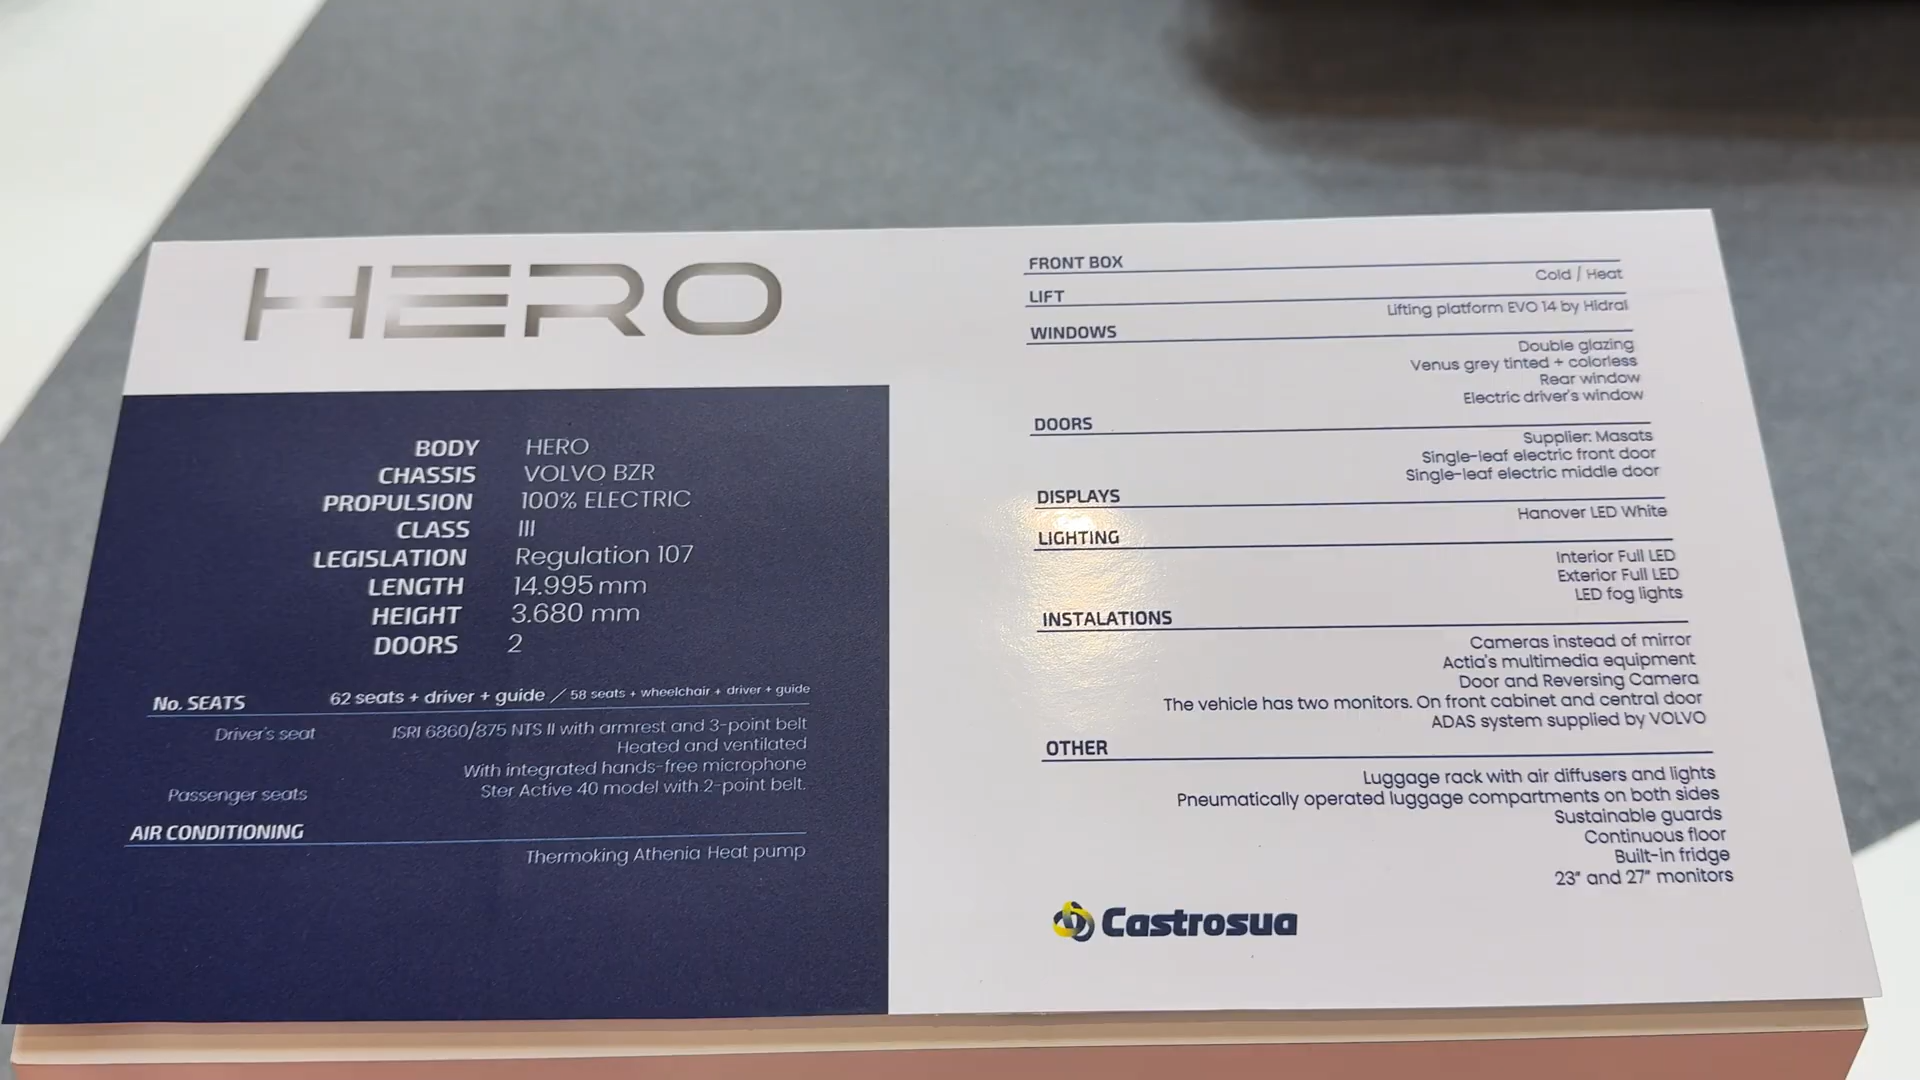 HERO
BODY HERO
CHASSIS VOLVO BZR
PROPULSION 100% ELECTRIC
CLASS III
LEGISLATION Regulation 107
LENGTH 14.995 mm
HEIGHT 3.680 mm
DOORS 2
No. SEATS 62 seats + driver + guide / 58 seats + wheelchair + driver + guide
Driver's seat ISRI 6860/875 NTS II with armrest and 3-point belt
Heated and ventilated
With integrated hands-free microphone
Passenger seats Ster Active 40 model with 2-point belt.
AIR CONDITIONING
Thermoking Athenia Heat pump
FRONT BOX
Cold / Heat
LIFT
Lifting platform EVO 14 by Hidral
WINDOWS
Double glazing
Venus grey tinted + colorless
Rear window
Electric driver's window
DOORS
Supplier: Masats
Single-leaf electric front door
Single-leaf electric middle door
DISPLAYS
Hanover LED White
LIGHTING
Interior Full LED
Exterior Full LED
LED fog lights
INSTALATIONS
Cameras instead of mirror
Actia's multimedia equipment
Door and Reversing Camera
The vehicle has two monitors. On front cabinet and central door
ADAS system supplied by VOLVO
OTHER
Luggage rack with air diffusers and lights
Pneumatically operated luggage compartments on both sides
Sustainable guards
Continuous floor
Built-in fridge
23" and 27" monitors
Castrosua